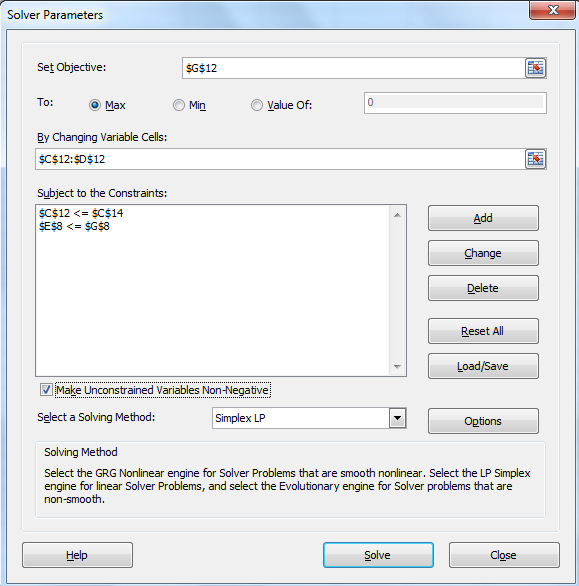 Solver Parameters
Set Objective: $G$12
To: Max Min Value Of: 0
By Changing Variable Cells:
$C$12:$D$12
Subject to the Constraints:
$C$12 <= $C$14
$E$8 <= $G$8
Add
Change
Delete
Reset All
Load/Save
Make Unconstrained Variables Non-Negative
Select a Solving Method: Simplex LP Options
Solving Method
Select the GRG Nonlinear engine for Solver Problems that are smooth nonlinear. Select the LP Simplex
engine for linear Solver Problems, and select the Evolutionary engine for Solver problems that are
non-smooth.
Help Solve Close